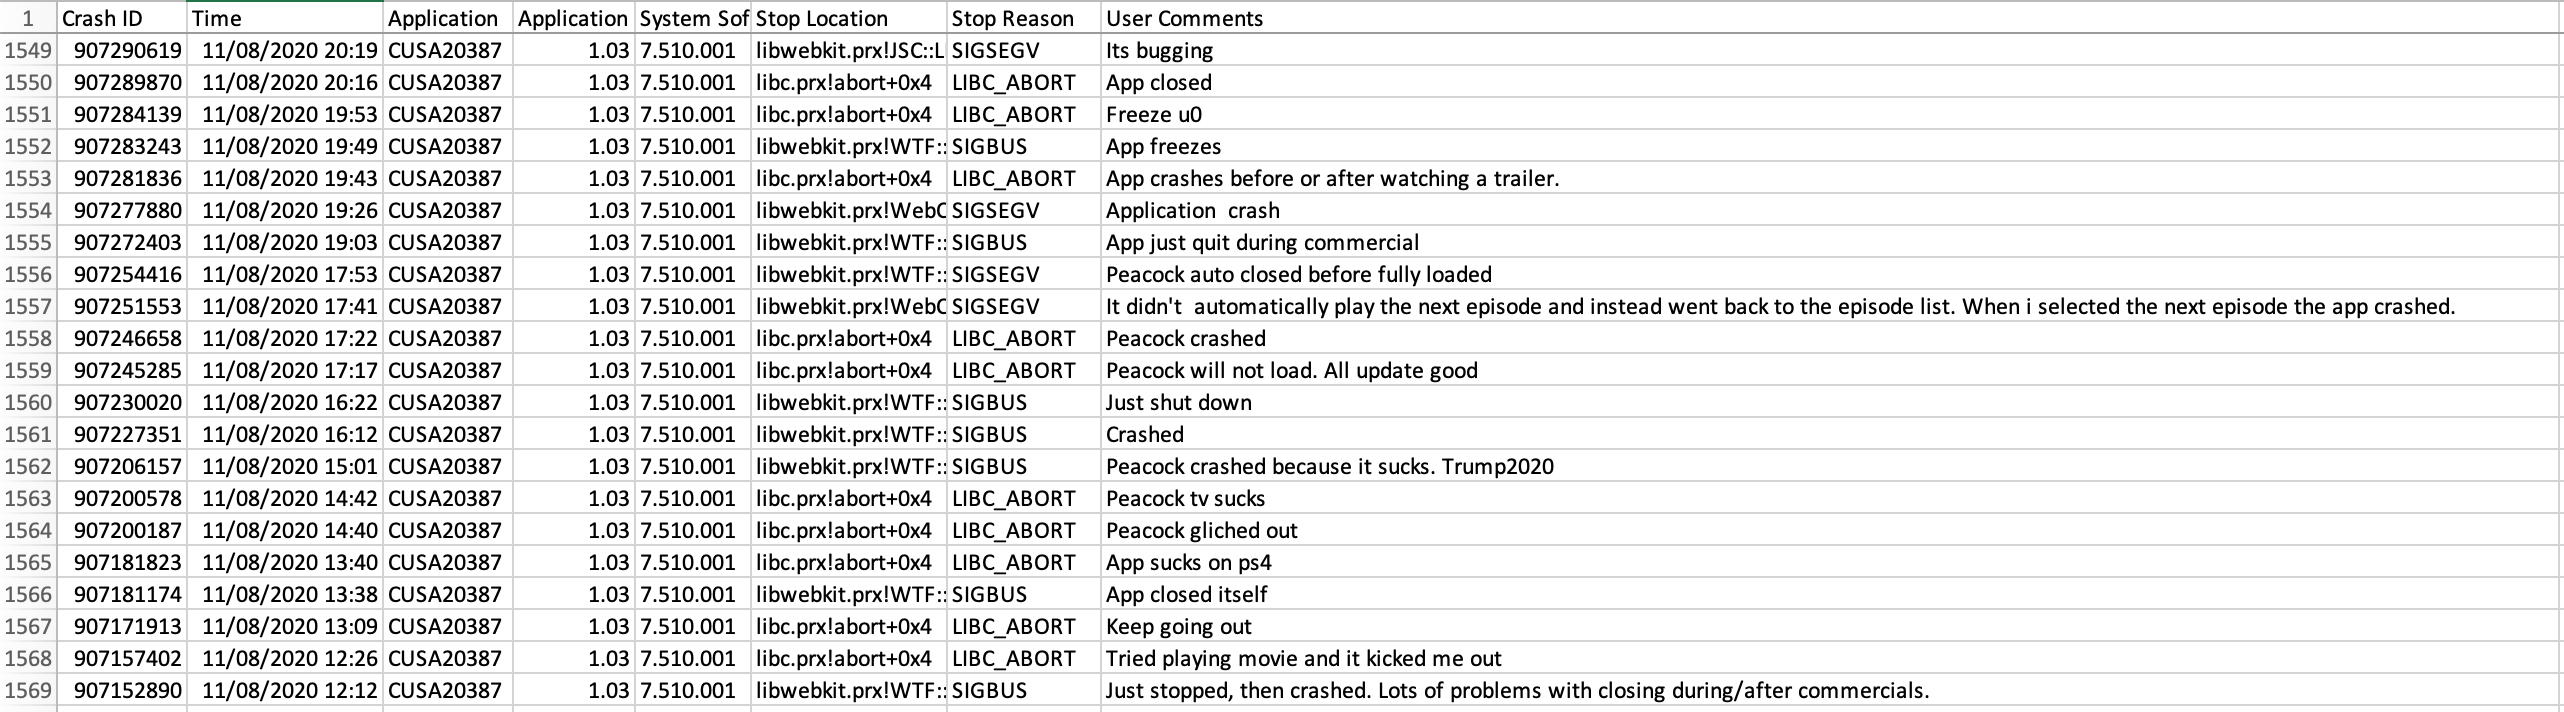 1 Crash ID Time Application Application System Sof Stop Location Stop Reason User Comments
1549 907290619 11/08/2020 20:19 CUSA20387 1.03 7.510.001 libwebkit.prx!JSC::L SIGSEGV Its bugging
1550 907289870 11/08/2020 20:16 CUSA20387 1.03 7.510.001 libc.prx!abort+0x4 LIBC_ABORT App closed
1551 907284139 11/08/2020 19:53 CUSA20387 1.03 7.510.001 libc.prx!abort+0x4 LIBC_ABORT Freeze u0
1552 907283243 11/08/2020 19:49 CUSA20387 1.03 7.510.001 libwebkit.prx!WTF:: SIGBUS App freezes
1553 907281836 11/08/2020 19:43 CUSA20387 1.03 7.510.001 libc.prx!abort+0x4 LIBC_ABORT App crashes before or after watching a trailer.
1554 907277880 11/08/2020 19:26 CUSA20387 1.03 7.510.001 libwebkit.prx!WebC SIGSEGV Application  crash
1555 907272403 11/08/2020 19:03 CUSA20387 1.03 7.510.001 libwebkit.prx!WTF:: SIGBUS App just quit during commercial
1556 907254416 11/08/2020 17:53 CUSA20387 1.03 7.510.001 libwebkit.prx!WTF:: SIGSEGV Peacock auto closed before fully loaded
1557 907251553 11/08/2020 17:41 CUSA20387 1.03 7.510.001 libwebkit.prx!WebC SIGSEGV It didn't  automatically play the next episode and instead went back to the episode list. When i selected the next episode the app crashed.
1558 907246658 11/08/2020 17:22 CUSA20387 1.03 7.510.001 libc.prx!abort+0x4 LIBC_ABORT Peacock crashed
1559 907245285 11/08/2020 17:17 CUSA20387 1.03 7.510.001 libc.prx!abort+0x4 LIBC_ABORT Peacock will not load. All update good
1560 907230020 11/08/2020 16:22 CUSA20387 1.03 7.510.001 libwebkit.prx!WTF:: SIGBUS Just shut down
1561 907227351 11/08/2020 16:12 CUSA20387 1.03 7.510.001 libwebkit.prx!WTF:: SIGBUS Crashed
1562 907206157 11/08/2020 15:01 CUSA20387 1.03 7.510.001 libwebkit.prx!WTF:: SIGBUS Peacock crashed because it sucks. Trump2020
1563 907200578 11/08/2020 14:42 CUSA20387 1.03 7.510.001 libc.prx!abort+0x4 LIBC_ABORT Peacock tv sucks
1564 907200187 11/08/2020 14:40 CUSA20387 1.03 7.510.001 libc.prx!abort+0x4 LIBC_ABORT Peacock gliched out
1565 907181823 11/08/2020 13:40 CUSA20387 1.03 7.510.001 libc.prx!abort+0x4 LIBC_ABORT App sucks on ps4
1566 907181174 11/08/2020 13:38 CUSA20387 1.03 7.510.001 libwebkit.prx!WTF:: SIGBUS App closed itself
1567 907171913 11/08/2020 13:09 CUSA20387 1.03 7.510.001 libc.prx!abort+0x4 LIBC_ABORT Keep going out
1568 907157402 11/08/2020 12:26 CUSA20387 1.03 7.510.001 libc.prx!abort+0x4 LIBC_ABORT Tried playing movie and it kicked me out
1569 907152890 11/08/2020 12:12 CUSA20387 1.03 7.510.001 libwebkit.prx!WTF:: SIGBUS Just stopped, then crashed. Lots of problems with closing during/after commercials.